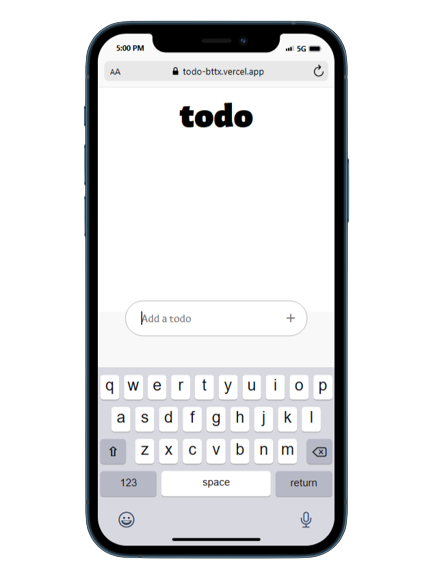 5:00 PM 5G
AA todo-bttx.vercel.app
todo
Add a todo +
q w e r t y u i o p
a s d f g h j k l
z x c v b n m
123 space return